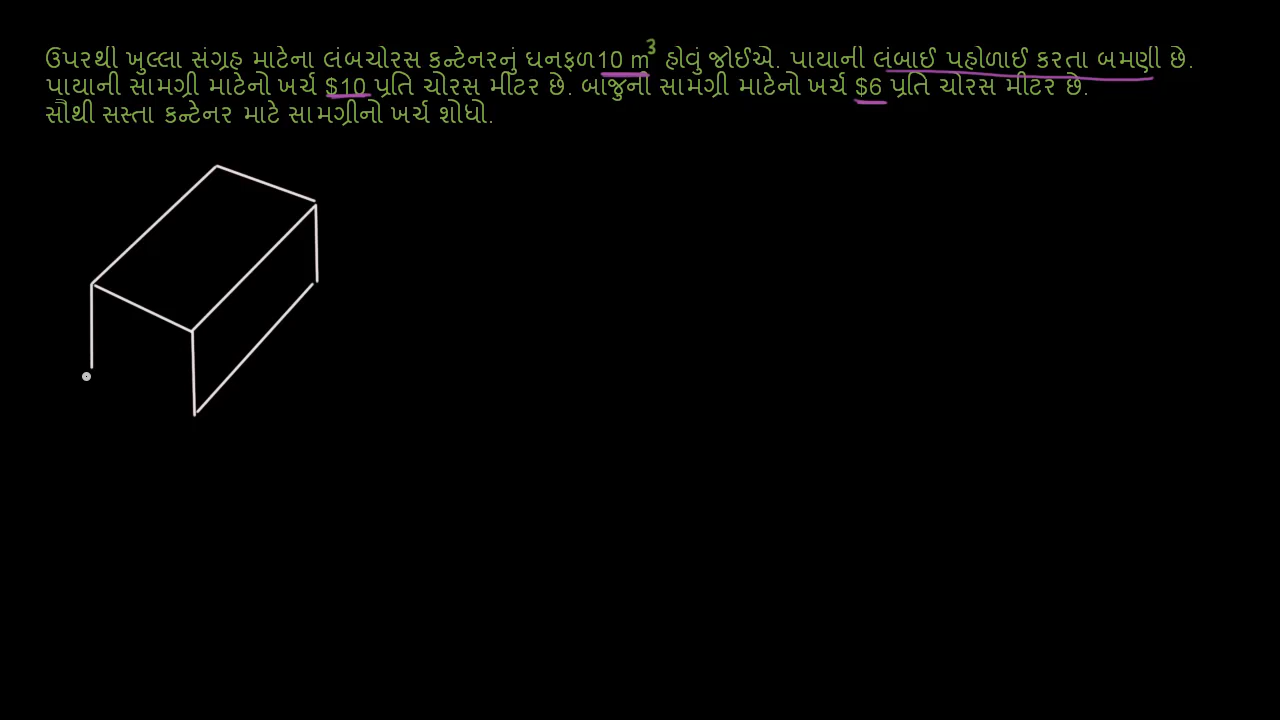 ઉપરથી ખુલ્લા સંગ્રહ માટેના લંબચોરસ કન્ટેનરનું ઘનફળ10 m³ હોવું જોઈએ. પાયાની લંબાઈ પહોળાઈ કરતા બમણી છે.
પાયાની સામગ્રી માટેનો ખર્ચ $10 પ્રતિ ચોરસ મીટર છે. બાજુની સામગ્રી માટેનો ખર્ચ $6 પ્રતિ ચોરસ મીટર છે.
સૌથી સસ્તા કન્ટેનર માટે સામગ્રીનો ખર્ચ શોધો.